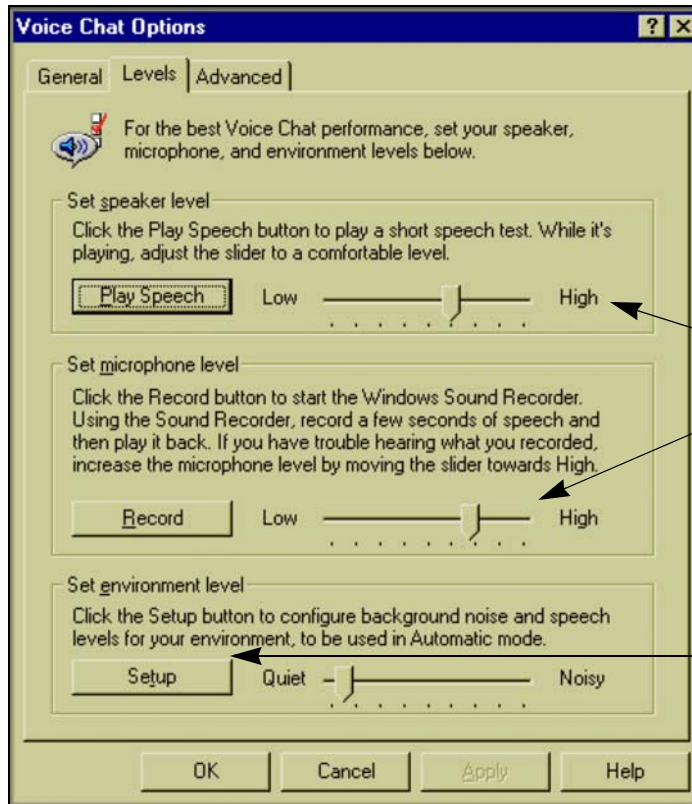 Voice Chat Options
General Levels Advanced
For the best Voice Chat performance, set your speaker,
microphone, and environment levels below.
Set speaker level
Click the Play Speech button to play a short speech test. While it's
playing, adjust the slider to a comfortable level.
Play Speech Low High
Set microphone level
Click the Record button to start the Windows Sound Recorder.
Using the Sound Recorder, record a few seconds of speech and
then play it back. If you have trouble hearing what you recorded,
increase the microphone level by moving the slider towards High.
Record Low High
Set environment level
Click the Setup button to configure background noise and speech
levels for your environment, to be used in Automatic mode.
Setup Quiet Noisy
OK Cancel Apply Help